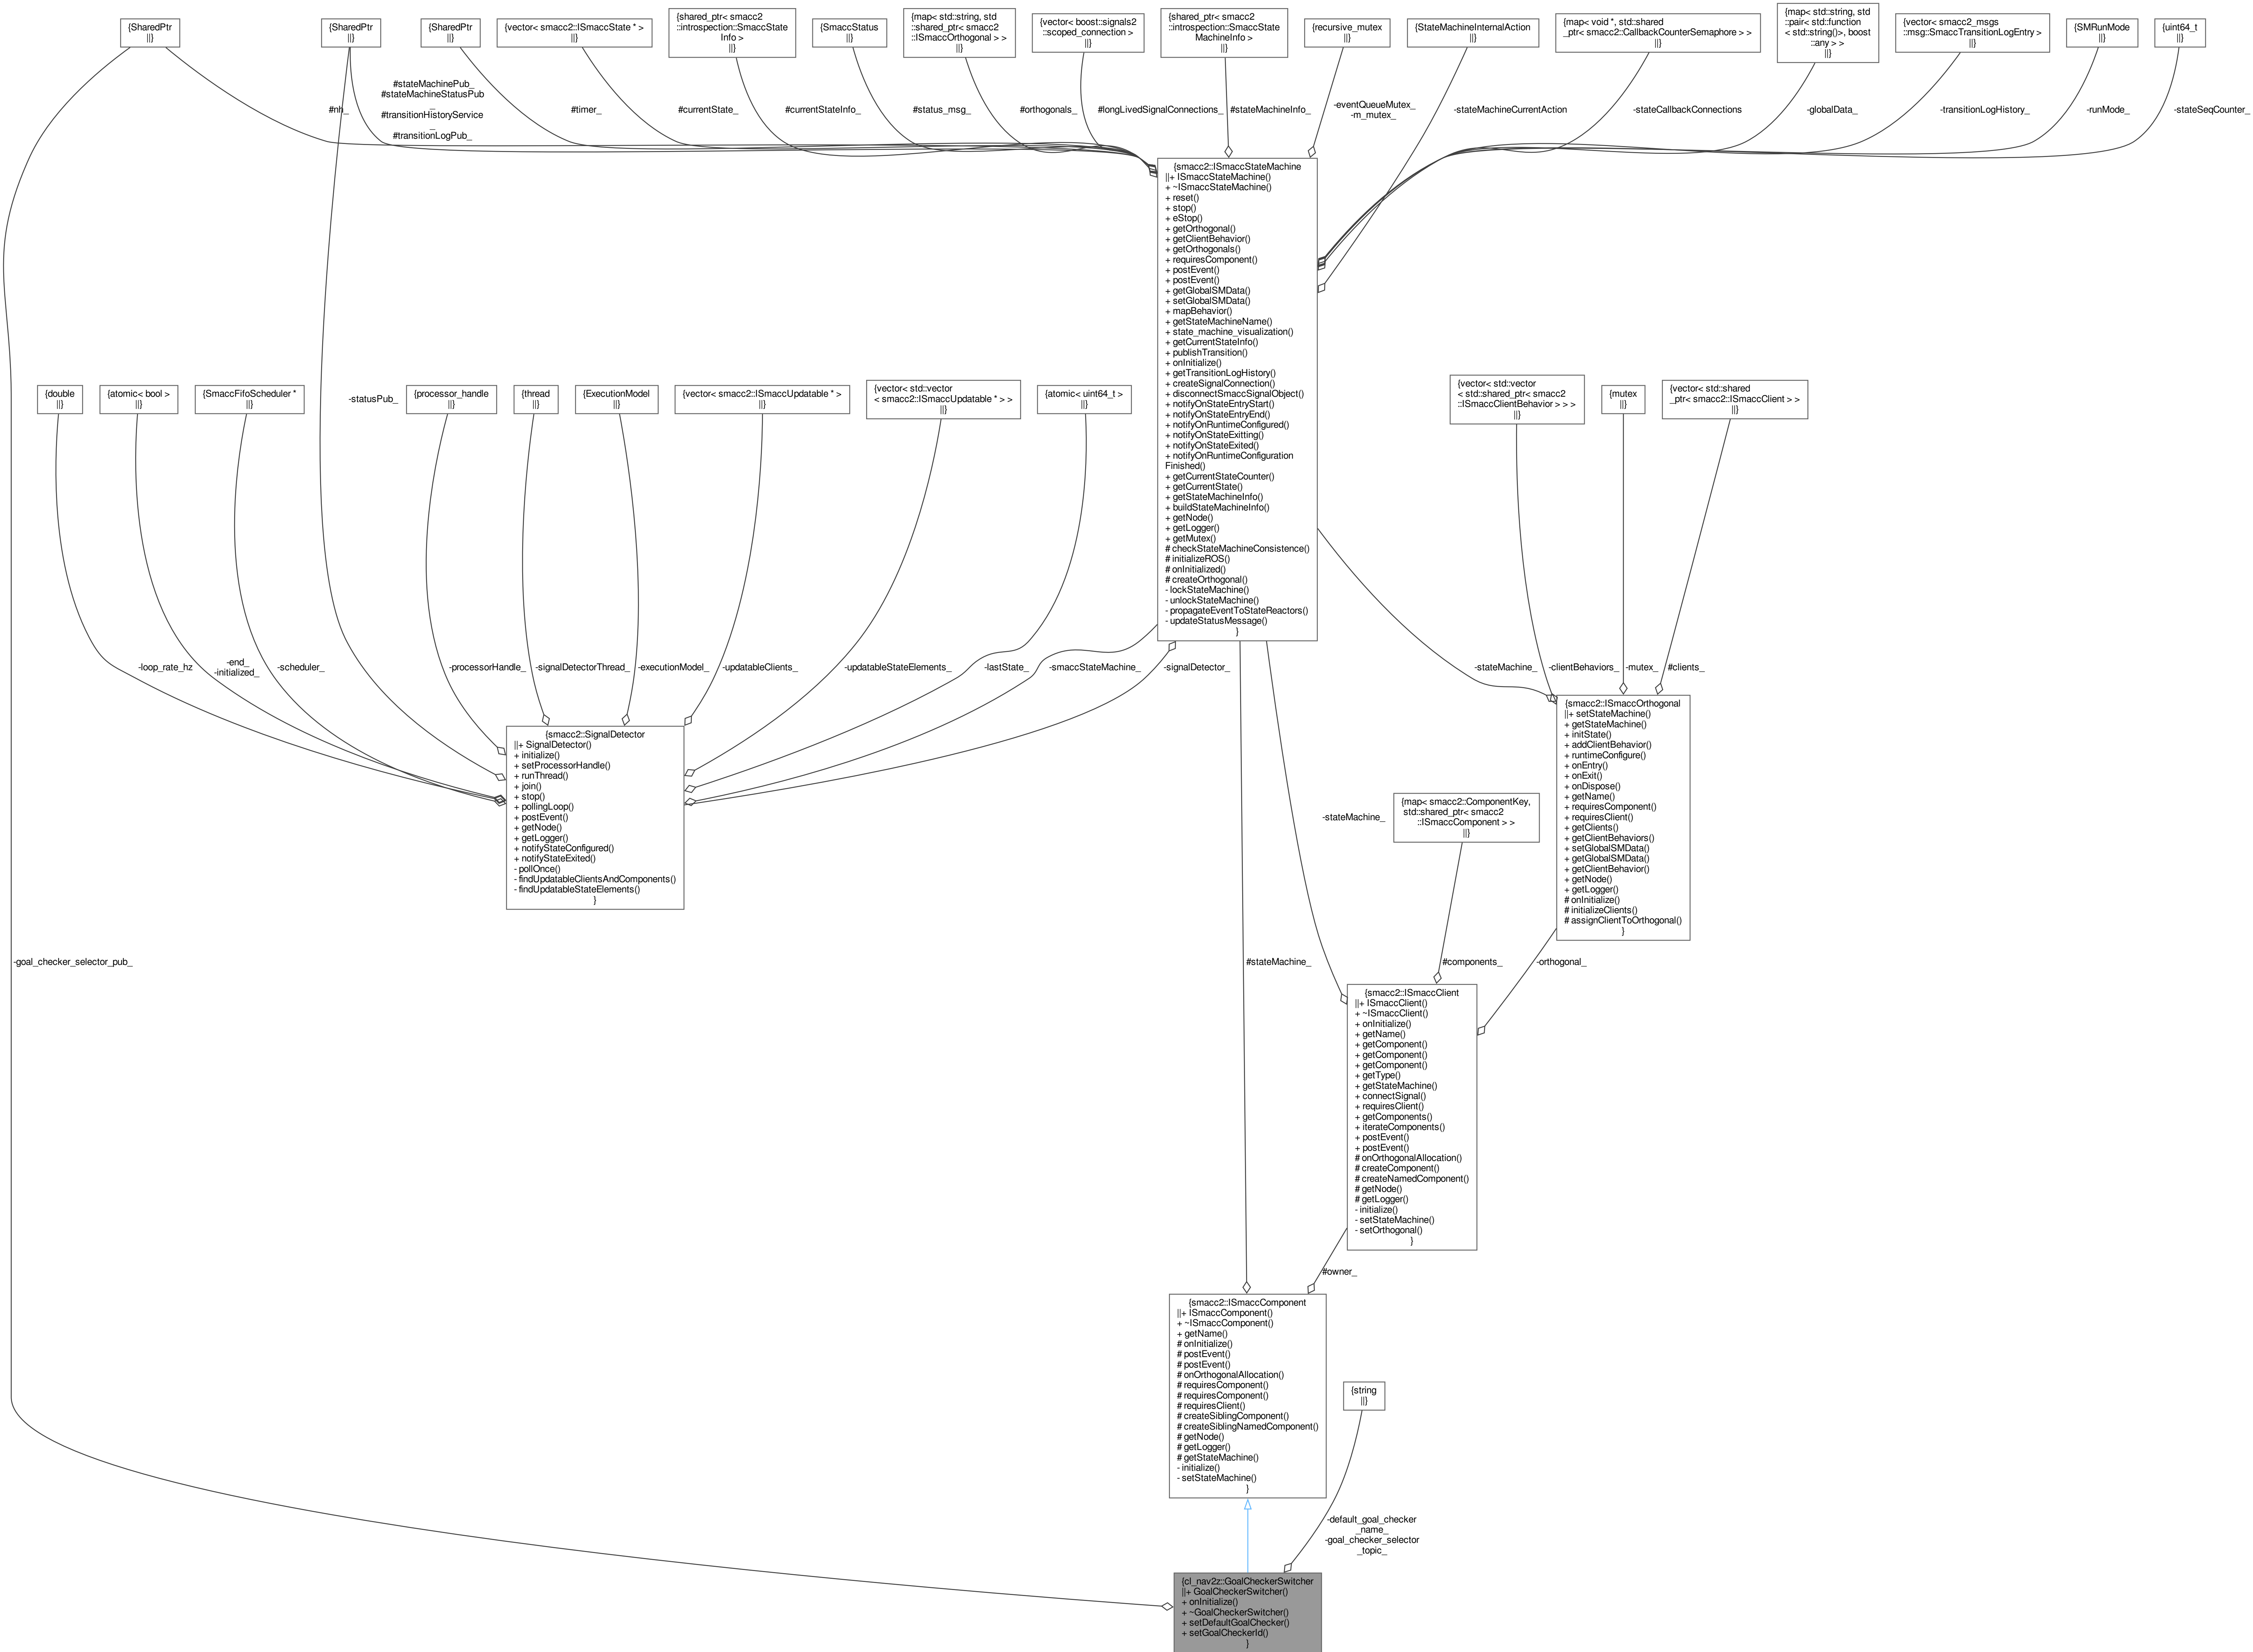 {SharedPtr
||}
{SharedPtr
||}
{SharedPtr
||}
{vector< smacc2::ISmaccState * >
||}
{shared_ptr< smacc2
::introspection::SmaccState
Info >
||}
{SmaccStatus
||}
{map< std::string, std
::shared_ptr< smacc2
::ISmaccOrthogonal > >
||}
{vector< boost::signals2
::scoped_connection >
||}
{shared_ptr< smacc2
::introspection::SmaccState
MachineInfo >
||}
{recursive_mutex
||}
{StateMachineInternalAction
||}
{map< void *, std::shared
_ptr< smacc2::CallbackCounterSemaphore > >
||}
{map< std::string, std
::pair< std::function
< std::string()>, boost
::any > >
||}
{vector< smacc2_msgs
::msg::SmaccTransitionLogEntry >
||}
{SMRunMode
||}
{uint64_t
||}
#nh_
#stateMachinePub_
#stateMachineStatusPub
_
#transitionHistoryService
_
#transitionLogPub_
#timer_
#currentState_
#currentStateInfo_
#status_msg_
#orthogonals_
#longLivedSignalConnections_
#stateMachineInfo_
-eventQueueMutex_
-m_mutex_
-stateMachineCurrentAction
-stateCallbackConnections
-globalData_
-transitionLogHistory_
-runMode_
-stateSeqCounter_
{smacc2::ISmaccStateMachine
||+ ISmaccStateMachine()
+ ~ISmaccStateMachine()
+ reset()
+ stop()
+ eStop()
+ getOrthogonal()
+ getClientBehavior()
+ getOrthogonals()
+ requiresComponent()
+ postEvent()
+ postEvent()
+ getGlobalSMData()
+ setGlobalSMData()
+ mapBehavior()
+ getStateMachineName()
+ state_machine_visualization()
+ getCurrentStateInfo()
+ publishTransition()
+ onInitialize()
+ getTransitionLogHistory()
+ createSignalConnection()
+ disconnectSmaccSignalObject()
+ notifyOnStateEntryStart()
+ notifyOnStateEntryEnd()
+ notifyOnRuntimeConfigured()
+ notifyOnStateExitting()
+ notifyOnStateExited()
+ notifyOnRuntimeConfiguration
Finished()
+ getCurrentStateCounter()
+ getCurrentState()
+ getStateMachineInfo()
+ buildStateMachineInfo()
+ getNode()
+ getLogger()
+ getMutex()
# checkStateMachineConsistence()
# initializeROS()
# onInitialized()
# createOrthogonal()
- lockStateMachine()
- unlockStateMachine()
- propagateEventToStateReactors()
- updateStatusMessage()
}
{double
||}
{atomic< bool >
||}
{SmaccFifoScheduler *
||}
-statusPub_
{processor_handle
||}
{thread
||}
{ExecutionModel
||}
{vector< smacc2::ISmaccUpdatable * >
||}
{vector< std::vector
< smacc2::ISmaccUpdatable * > >
||}
{atomic< uint64_t >
||}
{vector< std::vector
< std::shared_ptr< smacc2
::ISmaccClientBehavior > > >
||}
{mutex
||}
{vector< std::shared
_ptr< smacc2::ISmaccClient > >
||}
-loop_rate_hz
-end_
-initialized_
-scheduler_
-processorHandle_
-signalDetectorThread_
-executionModel_
-updatableClients_
-updatableStateElements_
-lastState_
-smaccStateMachine_
-signalDetector_
-stateMachine_
-clientBehaviors_
-mutex_
#clients_
{smacc2::SignalDetector
||+ SignalDetector()
+ initialize()
+ setProcessorHandle()
+ runThread()
+ join()
+ stop()
+ pollingLoop()
+ postEvent()
+ getNode()
+ getLogger()
+ notifyStateConfigured()
+ notifyStateExited()
- pollOnce()
- findUpdatableClientsAndComponents()
- findUpdatableStateElements()
}
{smacc2::ISmaccOrthogonal
||+ setStateMachine()
+ getStateMachine()
+ initState()
+ addClientBehavior()
+ runtimeConfigure()
+ onEntry()
+ onExit()
+ onDispose()
+ getName()
+ requiresComponent()
+ requiresClient()
+ getClients()
+ getClientBehaviors()
+ setGlobalSMData()
+ getGlobalSMData()
+ getClientBehavior()
+ getNode()
+ getLogger()
# onInitialize()
# initializeClients()
# assignClientToOrthogonal()
}
-stateMachine_
{map< smacc2::ComponentKey,
std::shared_ptr< smacc2
::ISmaccComponent > >
||}
-goal_checker_selector_pub_
#stateMachine_
#components_
-orthogonal_
{smacc2::ISmaccClient
||+ ISmaccClient()
+ ~ISmaccClient()
+ onInitialize()
+ getName()
+ getComponent()
+ getComponent()
+ getComponent()
+ getType()
+ getStateMachine()
+ connectSignal()
+ requiresClient()
+ getComponents()
+ iterateComponents()
+ postEvent()
+ postEvent()
# onOrthogonalAllocation()
# createComponent()
# createNamedComponent()
# getNode()
# getLogger()
- initialize()
- setStateMachine()
- setOrthogonal()
}
#owner_
{smacc2::ISmaccComponent
||+ ISmaccComponent()
+ ~ISmaccComponent()
+ getName()
# onInitialize()
# postEvent()
# postEvent()
# onOrthogonalAllocation()
# requiresComponent()
# requiresComponent()
# requiresClient()
# createSiblingComponent()
# createSiblingNamedComponent()
# getNode()
# getLogger()
# getStateMachine()
- initialize()
- setStateMachine()
}
{string
||}
-default_goal_checker
_name_
-goal_checker_selector
_topic_
{cl_nav2z::GoalCheckerSwitcher
||+ GoalCheckerSwitcher()
+ onInitialize()
+ ~GoalCheckerSwitcher()
+ setDefaultGoalChecker()
+ setGoalCheckerId()
}